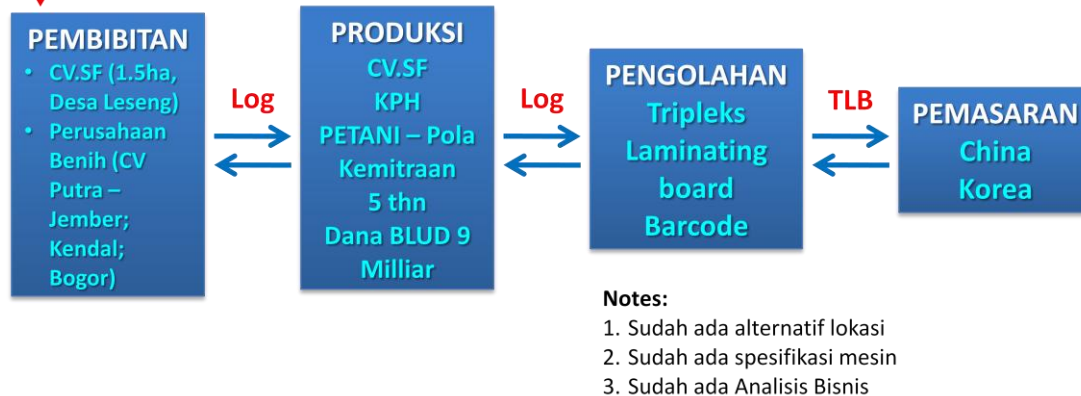 PEMBIBITAN
• CV.SF (1.5ha,
Desa Leseng)
• Perusahaan
Benih (CV
Putra –
Jember;
Kendal;
Bogor)
Log
PRODUKSI
CV.SF
KPH
PETANI – Pola
Kemitraan
5 thn
Dana BLUD 9
Milliar
Log
PENGOLAHAN
Tripleks
Laminating
board
Barcode
TLB
PEMASARAN
China
Korea
Notes:
1. Sudah ada alternatif lokasi
2. Sudah ada spesifikasi mesin
3. Sudah ada Analisis Bisnis